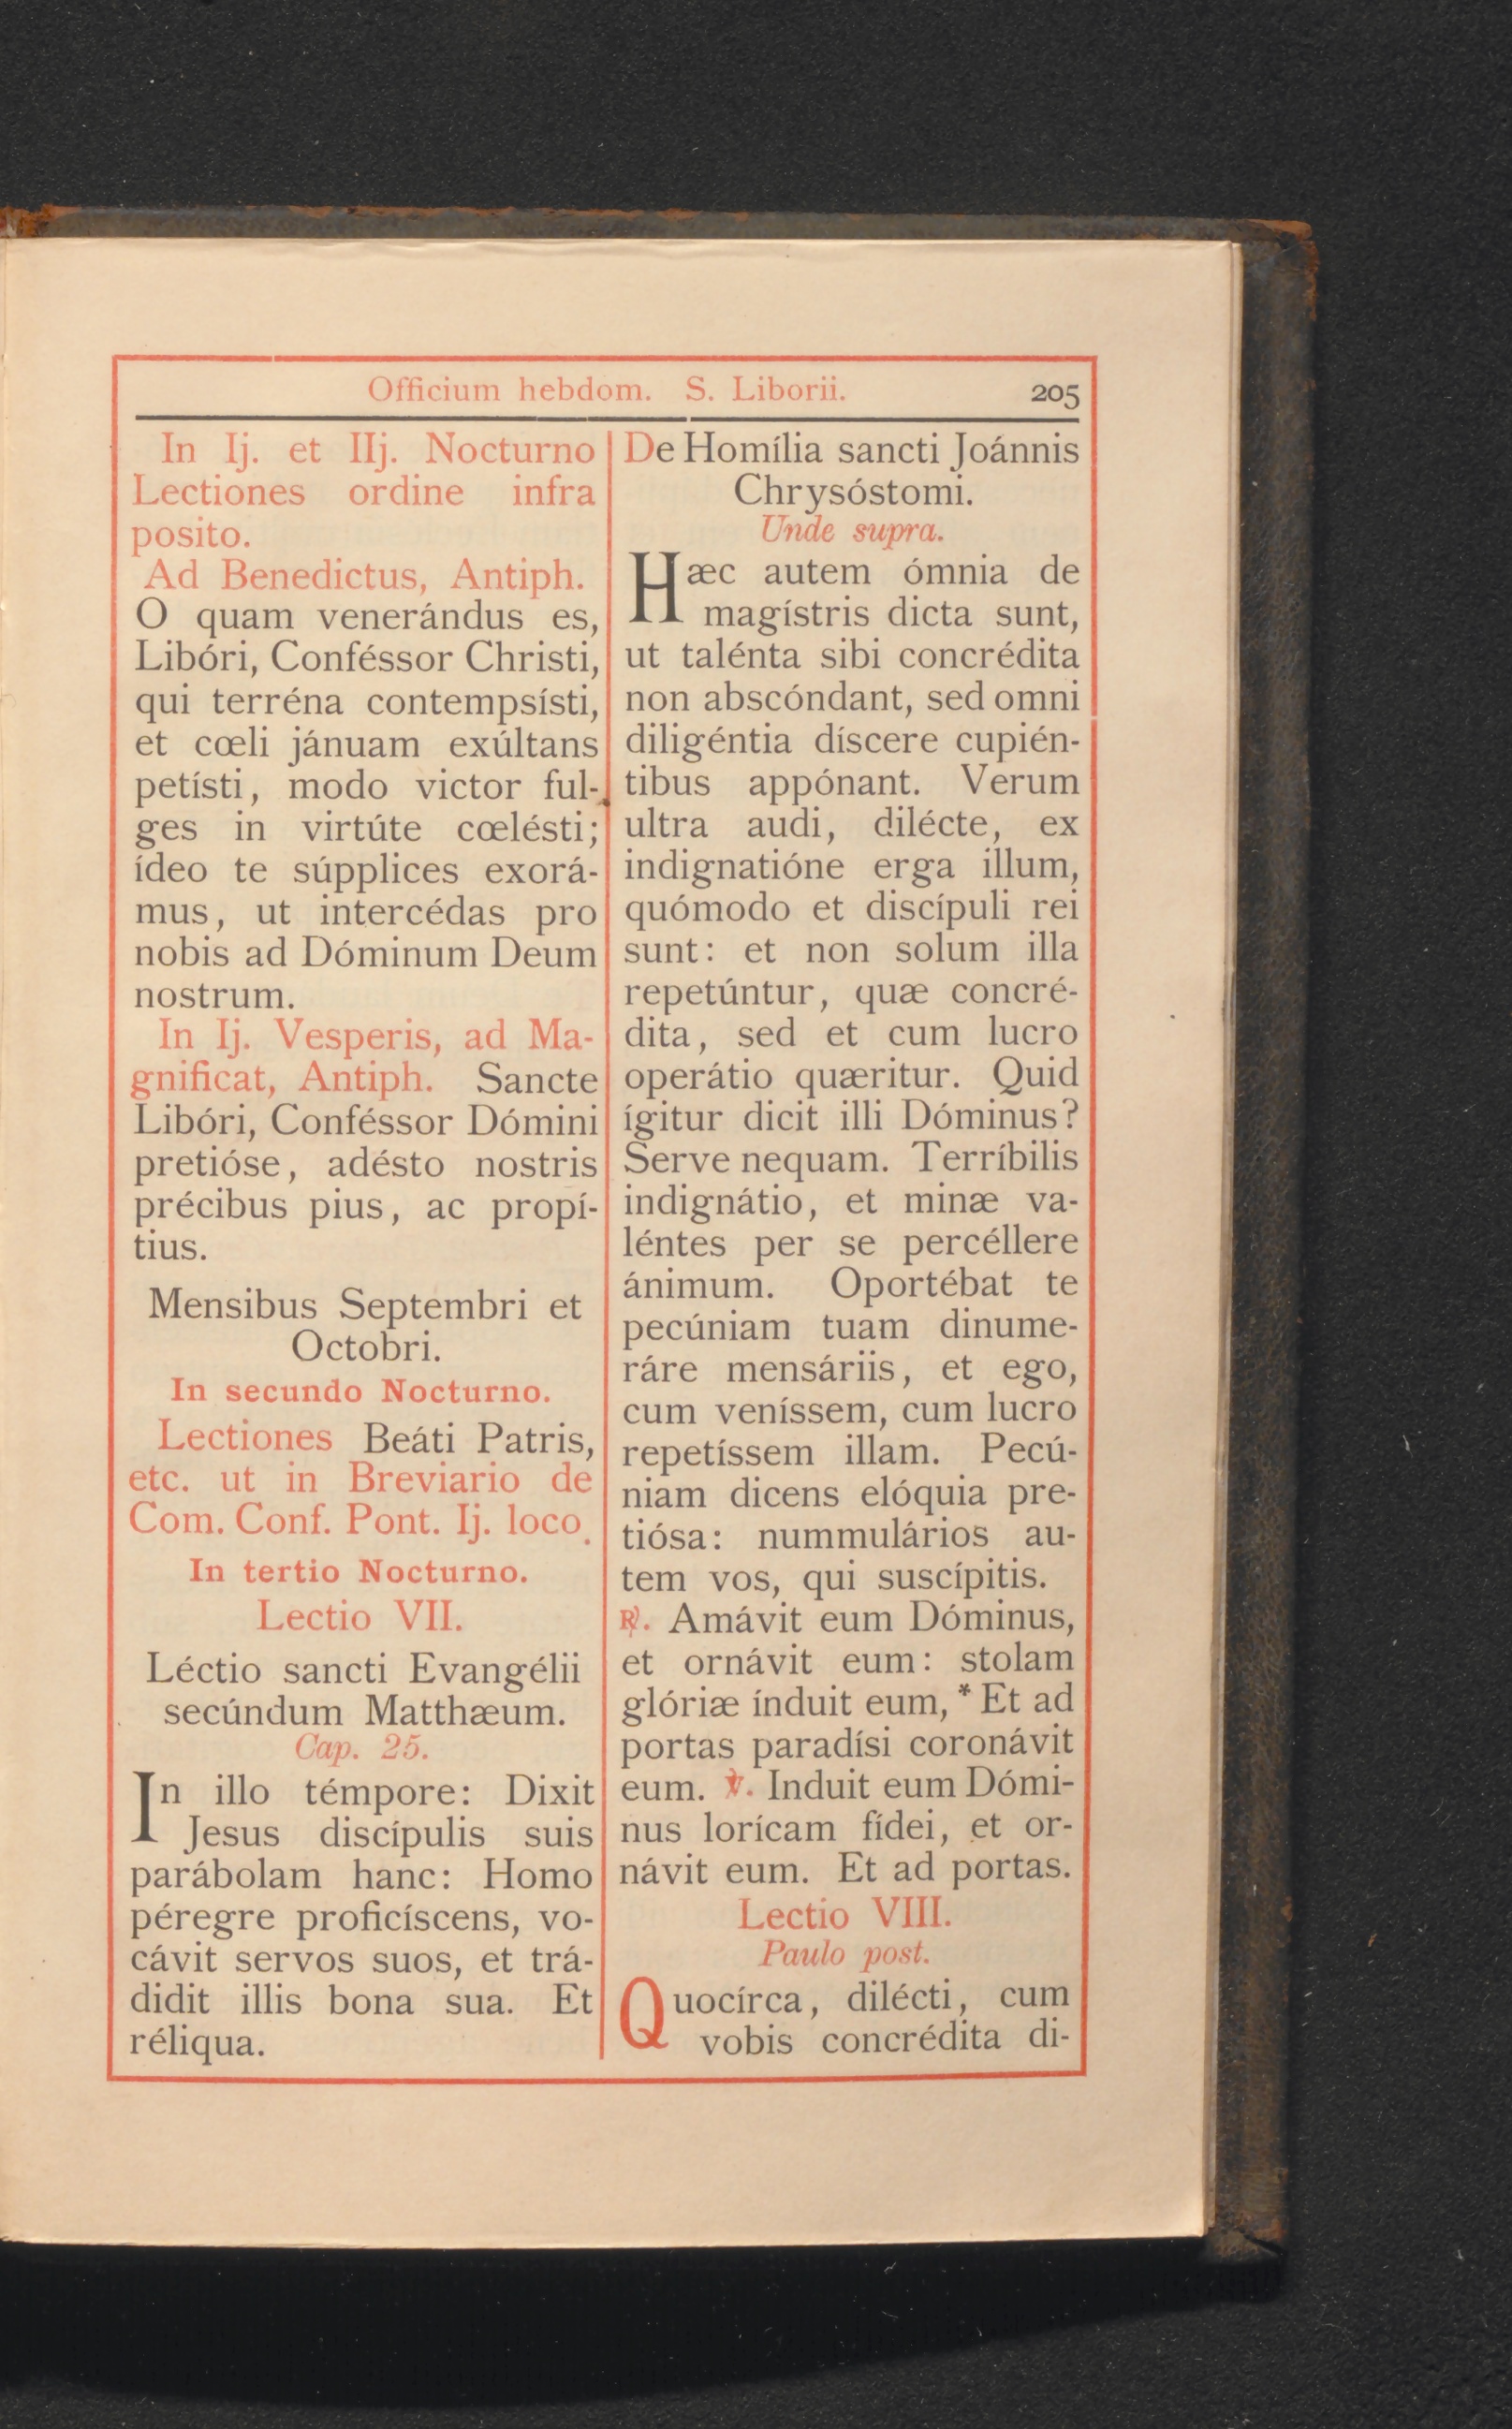 Officium hebdom. S. Liborii. 205
In Ij. et IIj. Nocturno
Lectiones ordine infra
posito.
Ad Benedictus, Antiph.
O quam venerándus es,
Libóri, Conféssor Christi,
qui terréna contempsísti,
et cœli jánuam exúltans
petísti, modo victor ful-
ges in virtúte cœlésti;
ídeo te súpplices exorá-
mus, ut intercédas pro
nobis ad Dóminum Deum
nostrum.
In Ij. Vesperis, ad Ma-
gnificat, Antiph. Sancte
Libóri, Conféssor Dómini
pretióse, adésto nostris
précibus pius, ac propí-
tius.
Mensibus Septembri et
Octobri.
In secundo Nocturno.
Lectiones Beáti Patris,
etc. ut in Breviario de
Com. Conf. Pont. Ij. loco.
In tertio Nocturno.
Lectio VII.
Léctio sancti Evangélii
secúndum Matthæum.
Cap. 25.
In illo témpore: Dixit
Jesus discípulis suis
parábolam hanc: Homo
péregre proficíscens, vo-
cávit servos suos, et trá-
didit illis bona sua. Et
réliqua.
De Homília sancti Joánnis
Chrysóstomi.
Unde supra.
Hæc autem ómnia de
magístris dicta sunt,
ut talénta sibi concrédita
non abscóndant, sed omni
diligéntia díscere cupién-
tibus appónant. Verum
ultra audi, dilécte, ex
indignatióne erga illum,
quómodo et discípuli rei
sunt: et non solum illa
repetúntur, quæ concré-
dita, sed et cum lucro
operátio quæritur. Quid
ígitur dicit illi Dóminus?
Serve nequam. Terríbilis
indignátio, et minæ va-
léntes per se percéllere
ánimum. Oportébat te
pecúniam tuam dinume-
ráre mensáriis, et ego,
cum veníssem, cum lucro
repetíssem illam. Pecú-
niam dicens elóquia pre-
tiósa: nummulários au-
tem vos, qui suscípitis.
℟. Amávit eum Dóminus,
et ornávit eum: stolam
glóriæ índuit eum, * Et ad
portas paradísi coronávit
eum. ℣. Induit eum Dómi-
nus lorícam fídei, et or-
návit eum. Et ad portas.
Lectio VIII.
Paulo post.
Quocírca, dilécti, cum
vobis concrédita di-